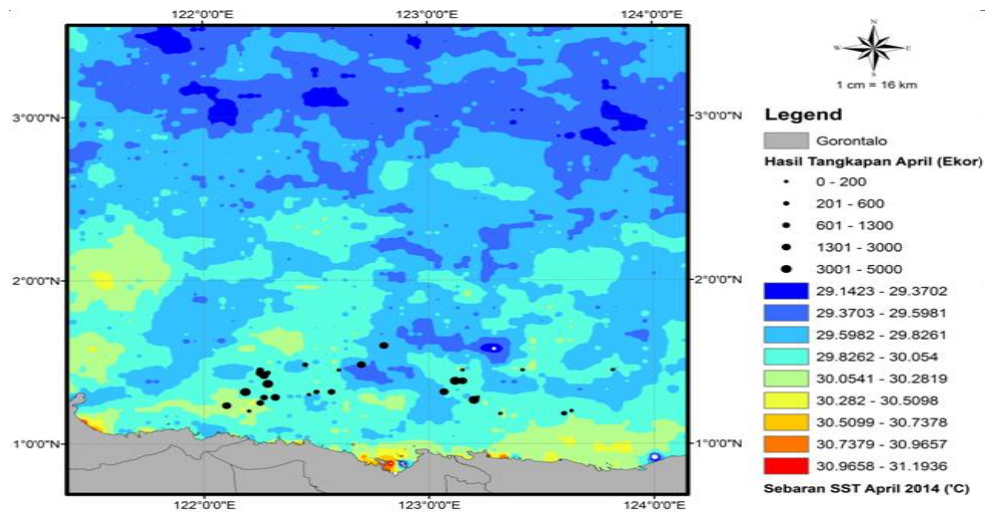 122°0'0"E 123°0'0"E 124°0'0"E
3°0'0"N
2°0'0"N
1°0'0"N
3°0'0"N
2°0'0"N
1°0'0"N
122°0'0"E 123°0'0"E 124°0'0"E
N
W E
S
1 cm = 16 km
Legend
Gorontalo
Hasil Tangkapan April (Ekor)
0 - 200
201 - 600
601 - 1300
1301 - 3000
3001 - 5000
29.1423 - 29.3702
29.3703 - 29.5981
29.5982 - 29.8261
29.8262 - 30.054
30.0541 - 30.2819
30.282 - 30.5098
30.5099 - 30.7378
30.7379 - 30.9657
30.9658 - 31.1936
Sebaran SST April 2014 (°C)